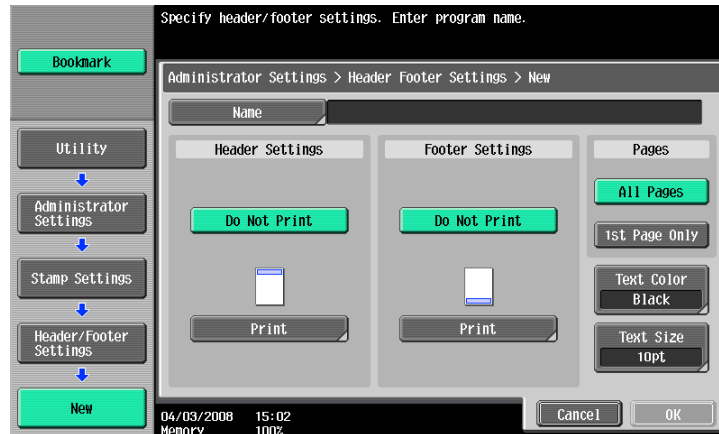 Specify header/footer settings. Enter program name.
Bookmark
Administrator Settings > Header Footer Settings > New
Name
Utility
Administrator
Settings
Stamp Settings
Header/Footer
Settings
New
Header Settings
Do Not Print
Print
Footer Settings
Do Not Print
Print
Pages
All Pages
1st Page Only
Text Color
Black
Text Size
10pt
04/03/2008 15:02
Memory 100%
Cancel
OK